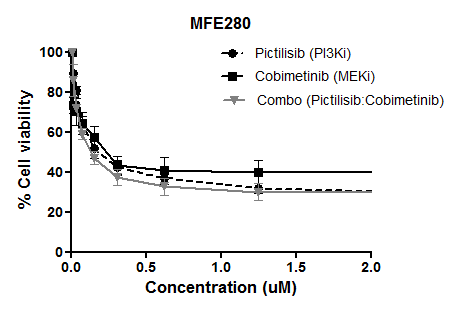 MFE280
Pictilisib (PI3Ki)
Cobimetinib (MEKi)
Combo (Pictilisib:Cobimetinib)
% Cell viability
100
80
60
40
20
0
0.0
0.5
1.0
1.5
2.0
Concentration (uM)